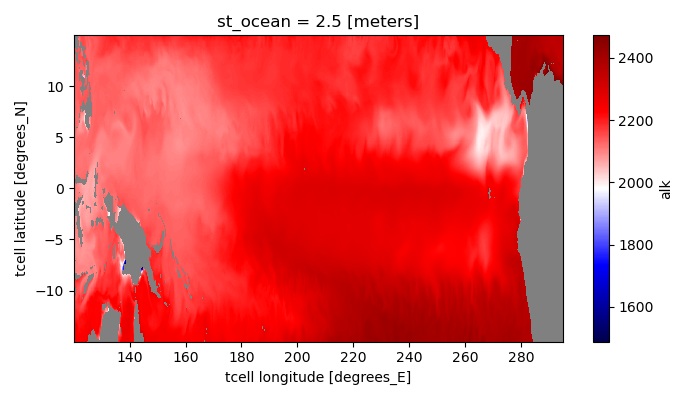 st_ocean = 2.5 [meters]
10
5
0
−5
−10
tcell latitude [degrees_N]
140 160 180 200 220 240 260 280
tcell longitude [degrees_E]
2400
2200
2000
1800
1600
alk